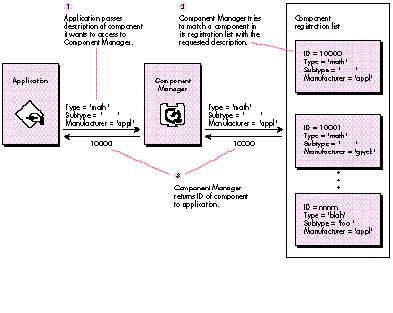 1
Application passes
description of component
it wants to access to
Component Manager.
2
Component Manager tries
to match a component in
its registration list with the
requested description.
Component
registration list
Application
Component
Manager
Type = 'math'
Subtype = '    '
Manufacturer = 'appl'
10000
Type = 'math'
Subtype = '    '
Manufacturer = 'appl'
10000
ID = 10000
Type = 'math'
Subtype = '    '
Manufacturer = 'appl'
ID = 10001
Type = 'math'
Subtype = '    '
Manufacturer =
ID = nnnn
Type = 'blah'
Subtype = 'foo '
Manufacturer = 'appl'
3
Component Manager
returns ID of component
to application.